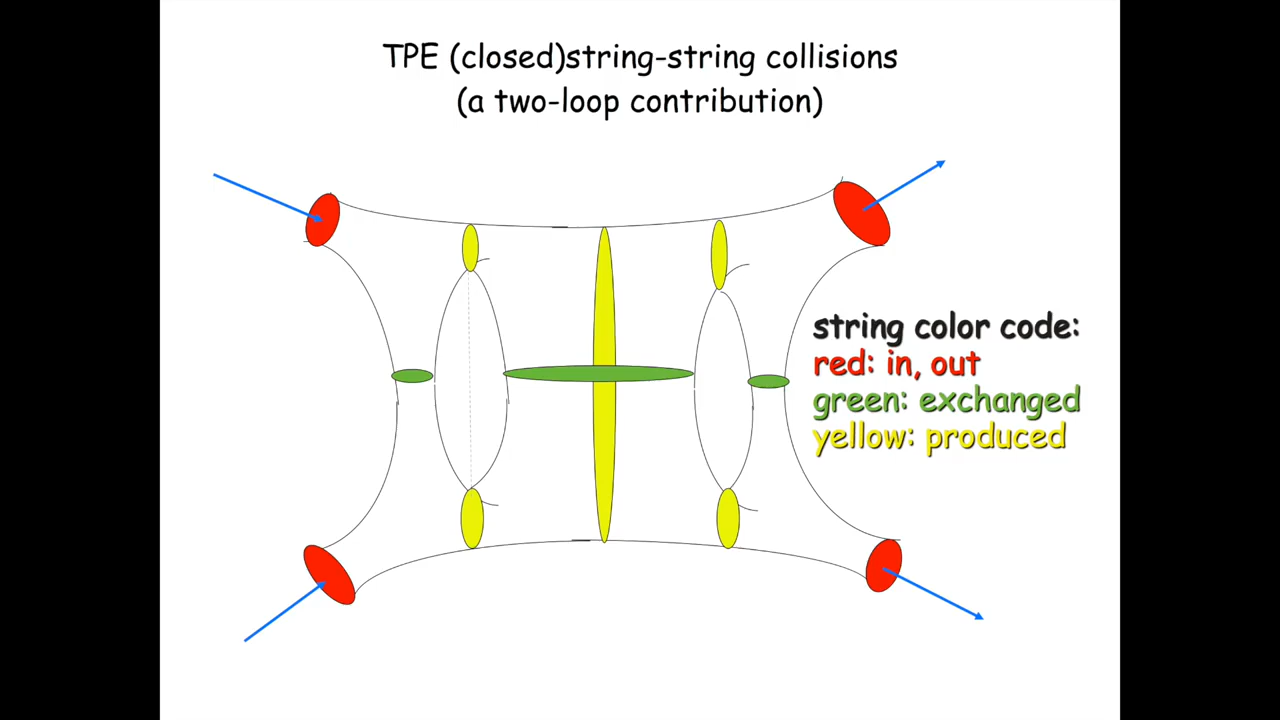 TPE (closed)string-string collisions
(a two-loop contribution)
string color code:
red: in, out
green: exchanged
yellow: produced